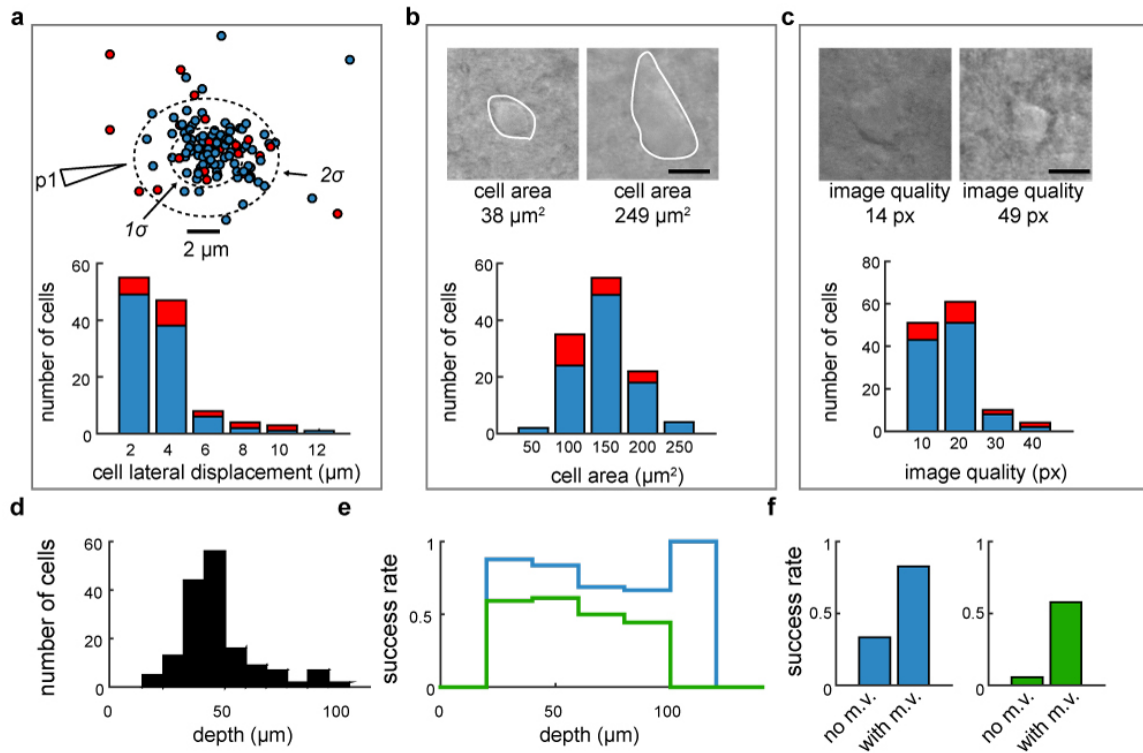 a
p1
1σ
2σ
2 µm
number of cells
60
40
20
0
2 4 6 8 10 12
cell lateral displacement (µm)
b
cell area
38 µm²
cell area
249 µm²
number of cells
60
40
20
0
50 100 150 200 250
cell area (µm²)
c
image quality
14 px
image quality
49 px
number of cells
80
60
40
20
0
10 20 30 40
image quality (px)
d
number of cells
60
40
20
0
0 50 100
depth (µm)
e
success rate
1
0.5
0
0 50 100
depth (µm)
f
success rate
1
0.5
0
no m.v. with m.v.
1
0.5
0
no m.v. with m.v.